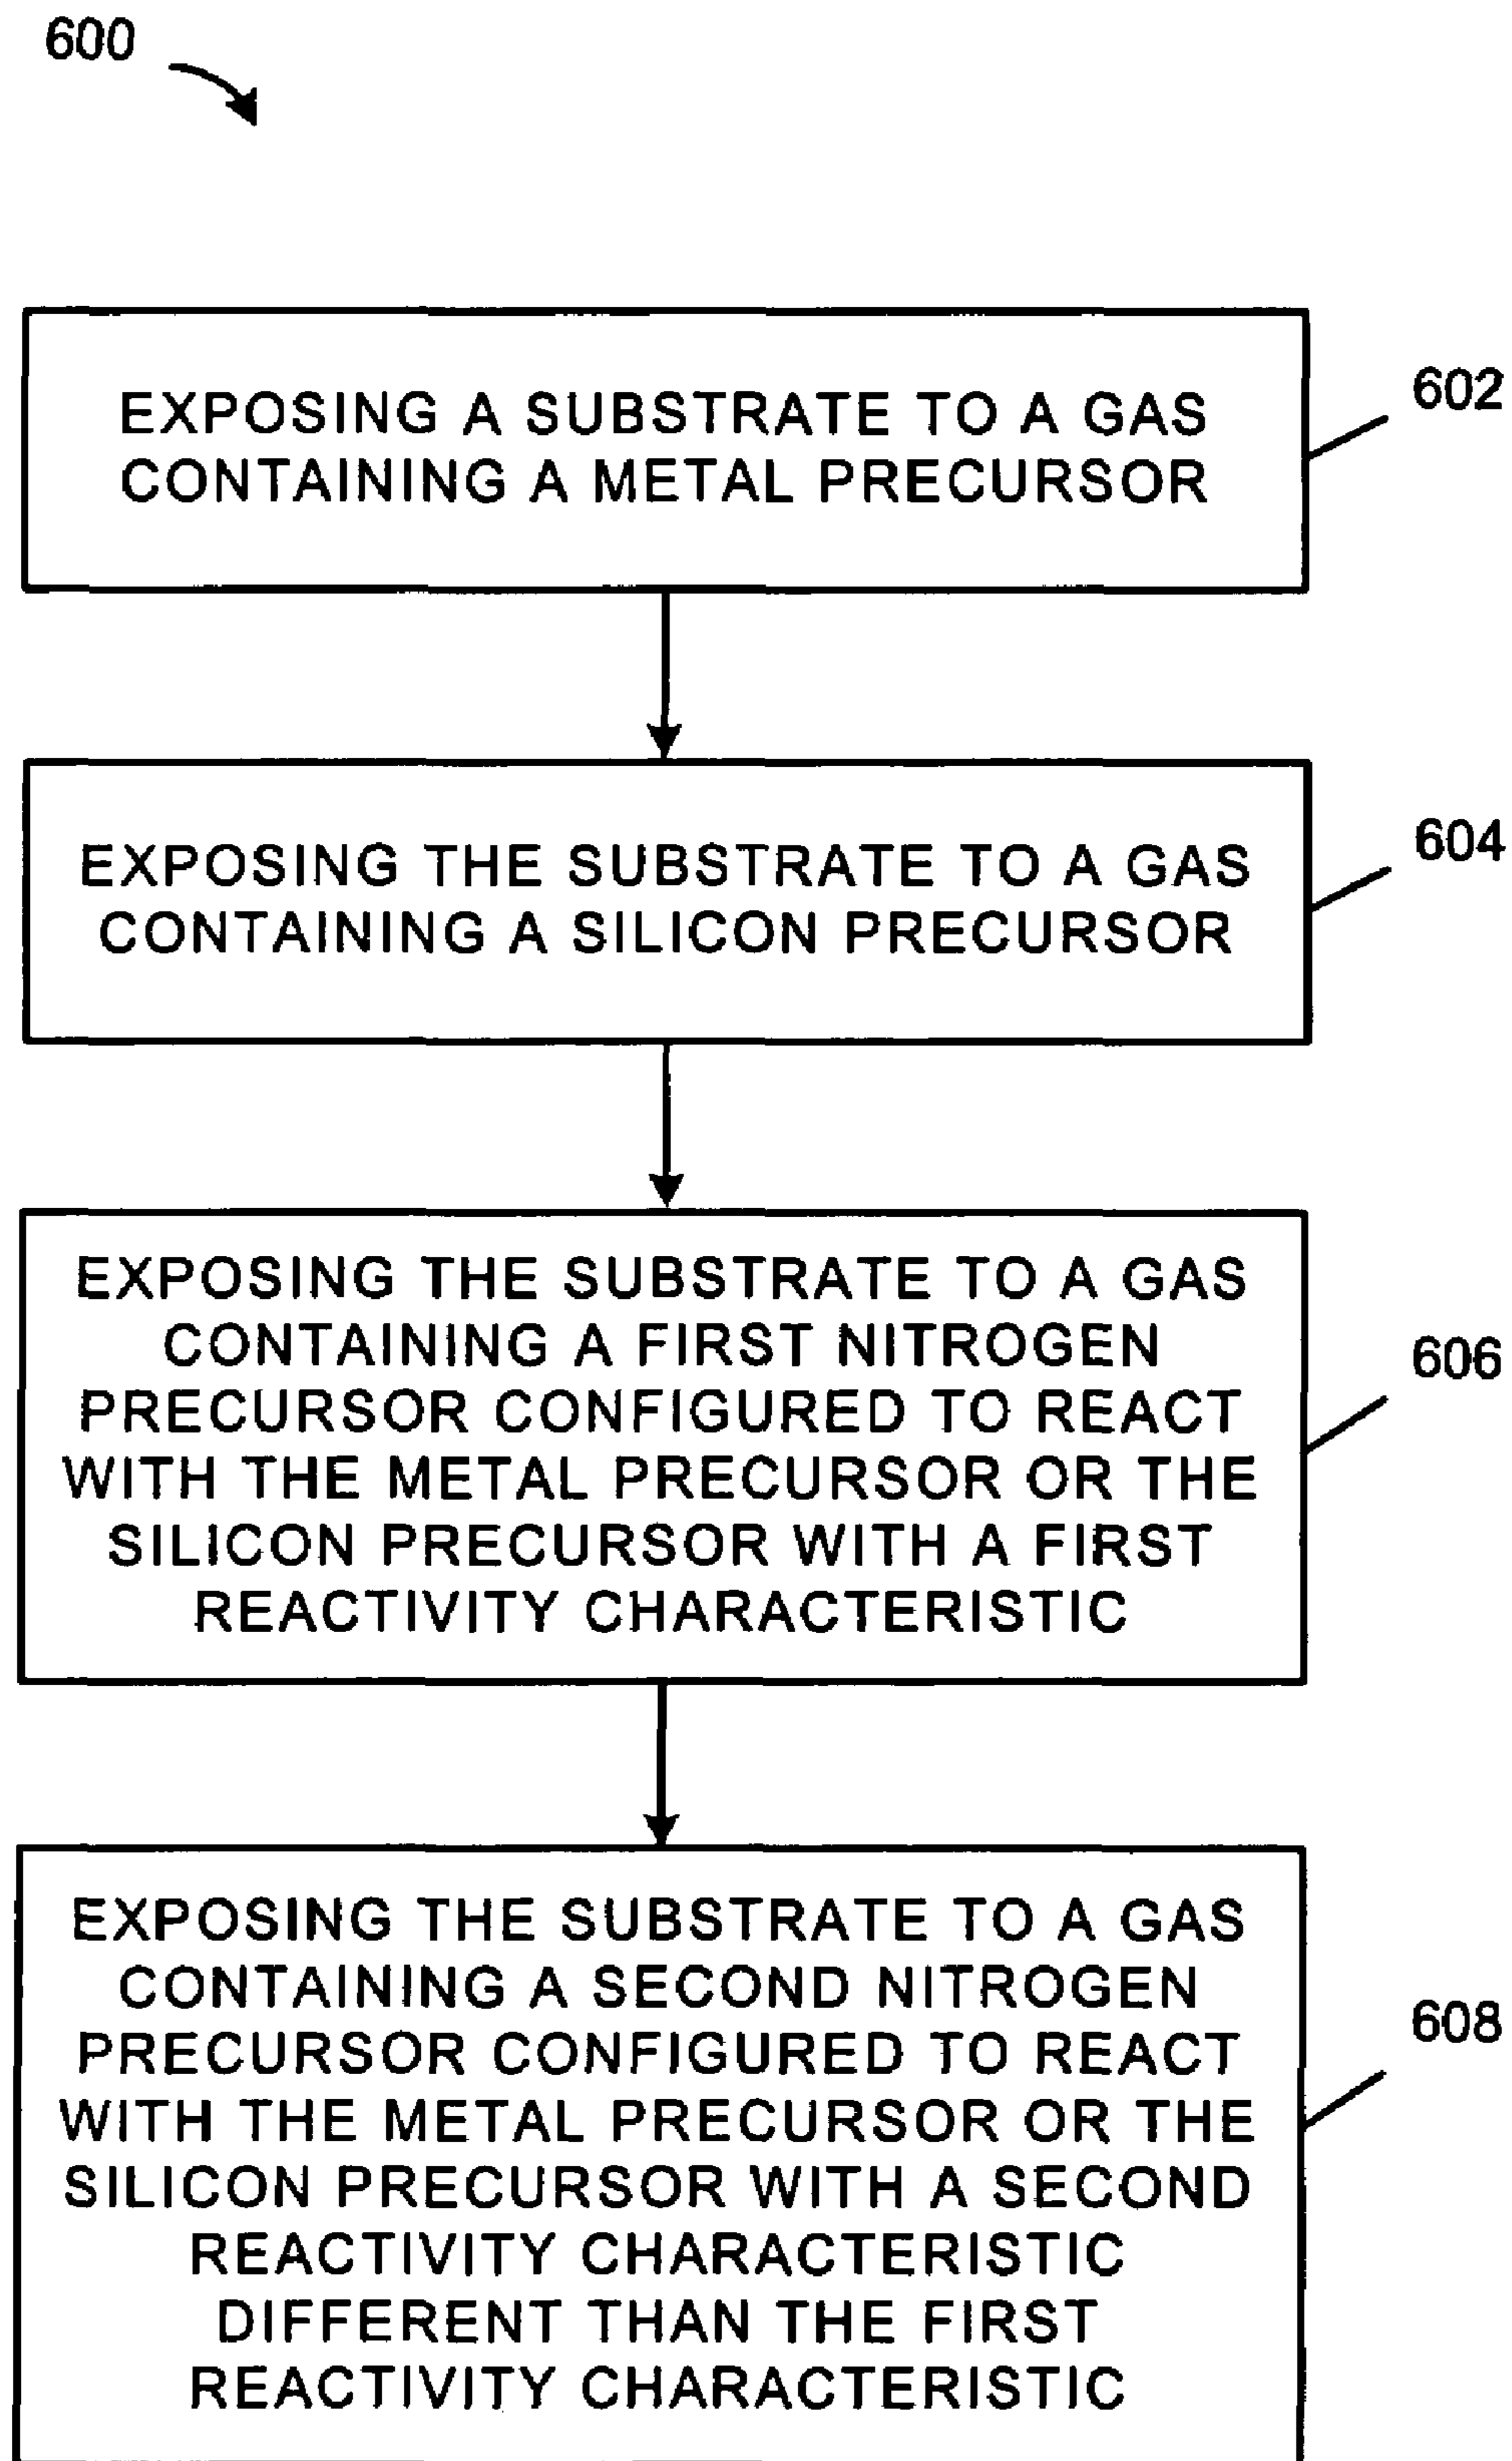 600
EXPOSING A SUBSTRATE TO A GAS
CONTAINING A METAL PRECURSOR
602
EXPOSING THE SUBSTRATE TO A GAS
CONTAINING A SILICON PRECURSOR
604
EXPOSING THE SUBSTRATE TO A GAS
CONTAINING A FIRST NITROGEN
PRECURSOR CONFIGURED TO REACT
WITH THE METAL PRECURSOR OR THE
SILICON PRECURSOR WITH A FIRST
REACTIVITY CHARACTERISTIC
606
EXPOSING THE SUBSTRATE TO A GAS
CONTAINING A SECOND NITROGEN
PRECURSOR CONFIGURED TO REACT
WITH THE METAL PRECURSOR OR THE
SILICON PRECURSOR WITH A SECOND
REACTIVITY CHARACTERISTIC
DIFFERENT THAN THE FIRST
REACTIVITY CHARACTERISTIC
608